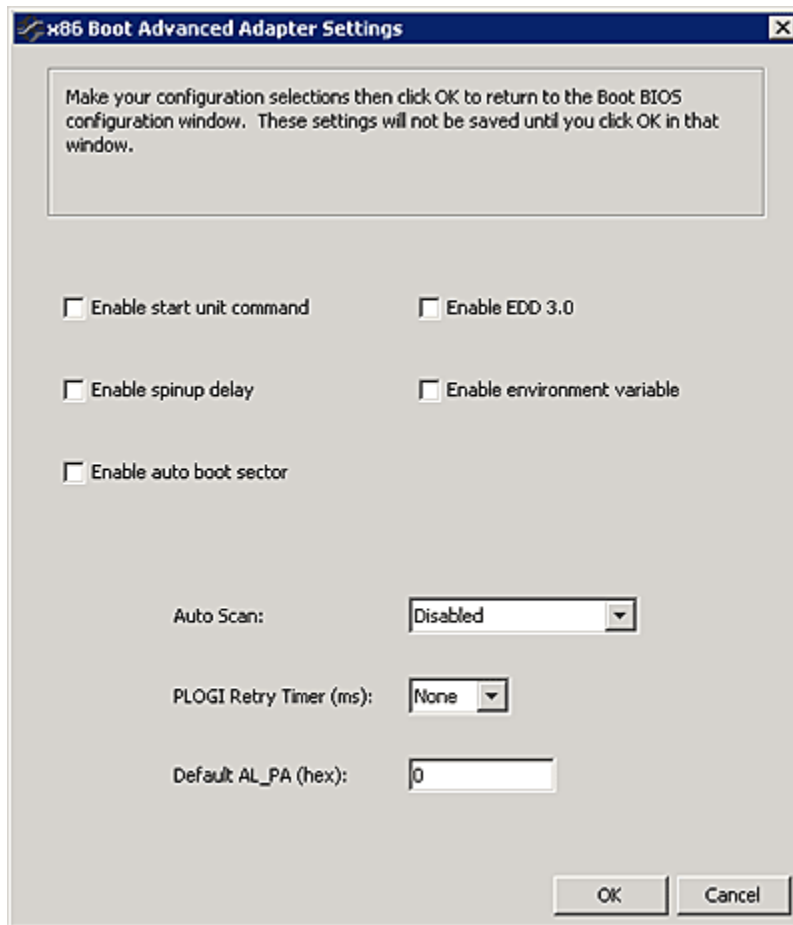 x86 Boot Advanced Adapter Settings
Make your configuration selections then click OK to return to the Boot BIOS
configuration window. These settings will not be saved until you click OK in that
window.
Enable start unit command
Enable EDD 3.0
Enable spinup delay
Enable environment variable
Enable auto boot sector
Auto Scan:
Disabled
PLOGI Retry Timer (ms):
None
Default AL_PA (hex):
0
OK
Cancel